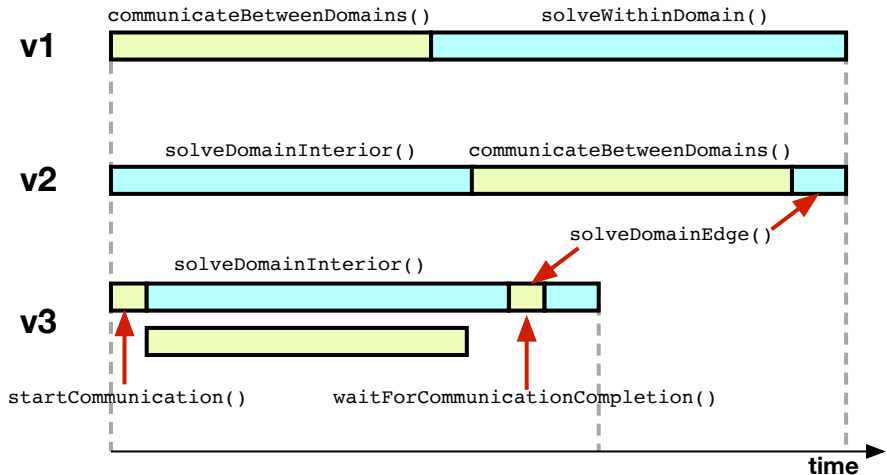 communicateBetweenDomains() solveWithinDomain()
v1
solveDomainInterior() communicateBetweenDomains()
v2
solveDomainEdge()
solveDomainInterior()
v3
startCommunication() waitForCommunicationCompletion()
time